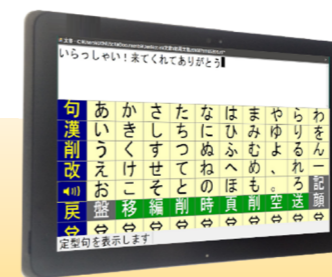 いらっしゃい！来てくれてありがとう
句 あ か さ た な は ま や ら わ
漢 い き し ち に ひ み ゆ り を
削 う く す つ ぬ ふ む よ る ん
改 え け せ て ね へ め 、 れ ー
お こ そ と の ほ も 。 ろ 記
戻 盤 移 編 削 時 頁 削 空 送 顔
定型句を表示します